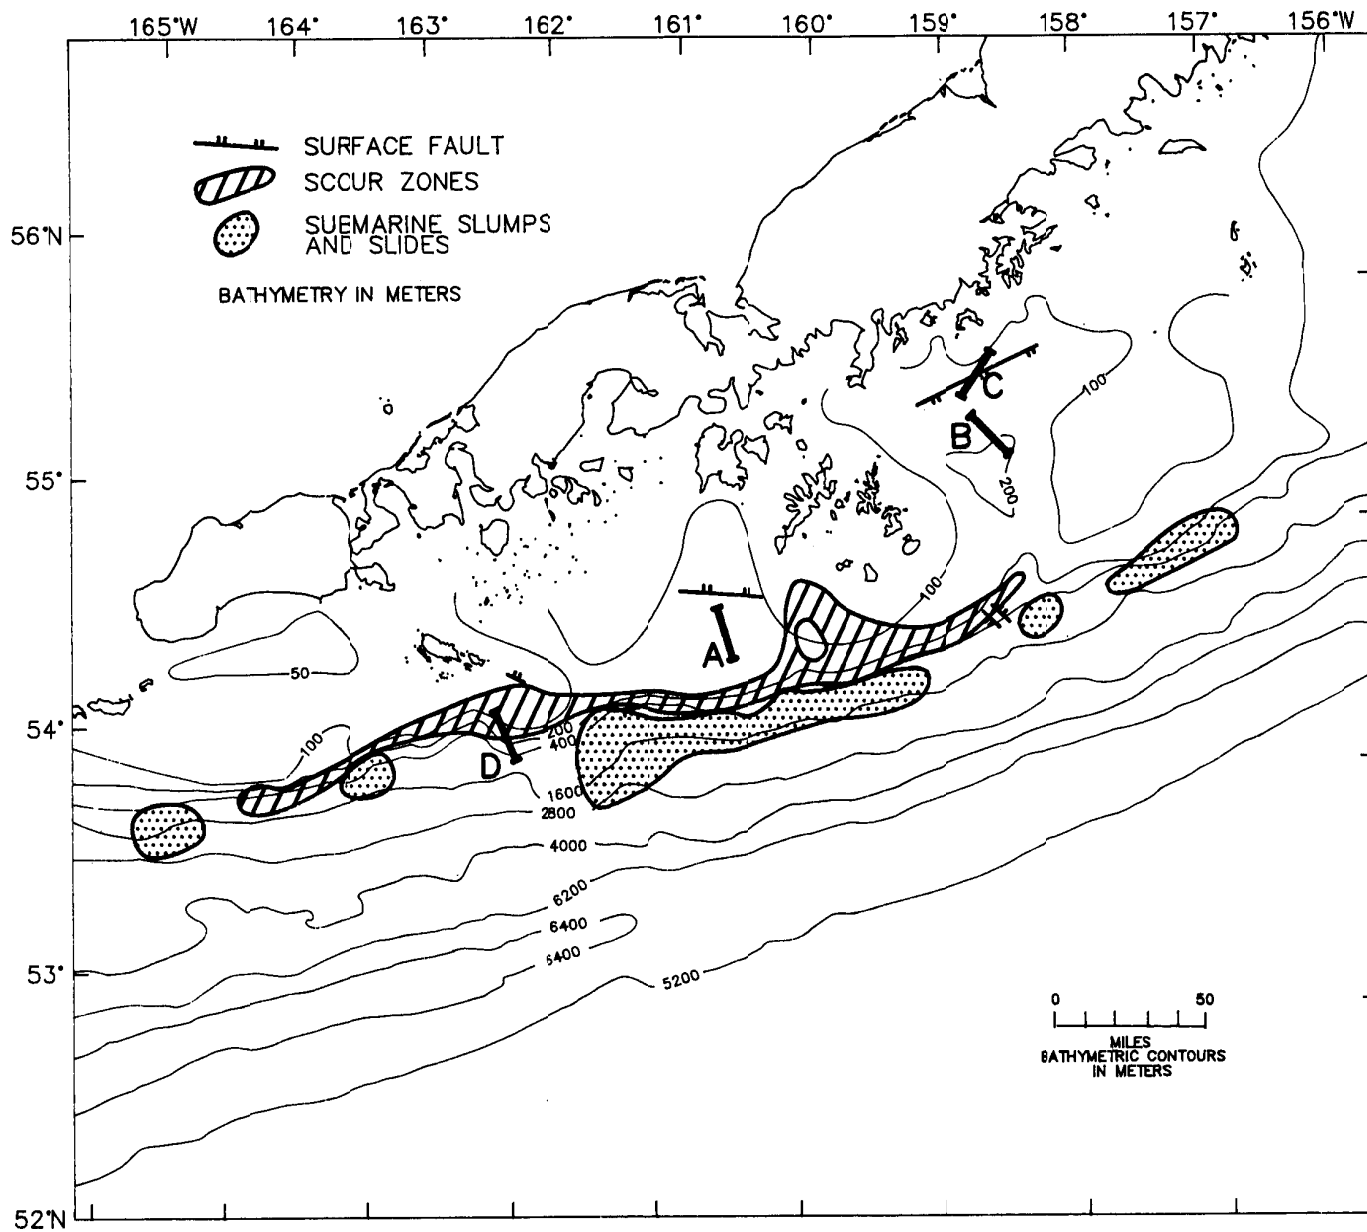 165°W 164° 163° 162° 161° 160° 159° 158° 157° 156°W
SURFACE FAULT
SCCUR ZONES
SUEMARINE SLUMPS
AND SLIDES
BATHYMETRY IN METERS
56°N
100
C
B
200
55°
100
A
50
54°
100
200
400
D
1600
2800
4000
6200
6400
5400
53°
5200
0 50
MILES
BATHYMETRIC CONTOURS
IN METERS
52°N